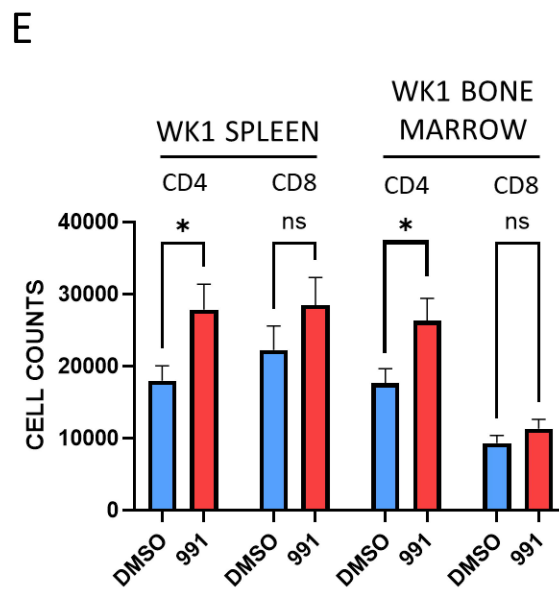 E
WK1 SPLEEN
WK1 BONE
MARROW
CD4
CD8
CD4
CD8
*
ns
*
ns
CELL COUNTS
40000
30000
20000
10000
0
DMSO
991
DMSO
991
DMSO
991
DMSO
991